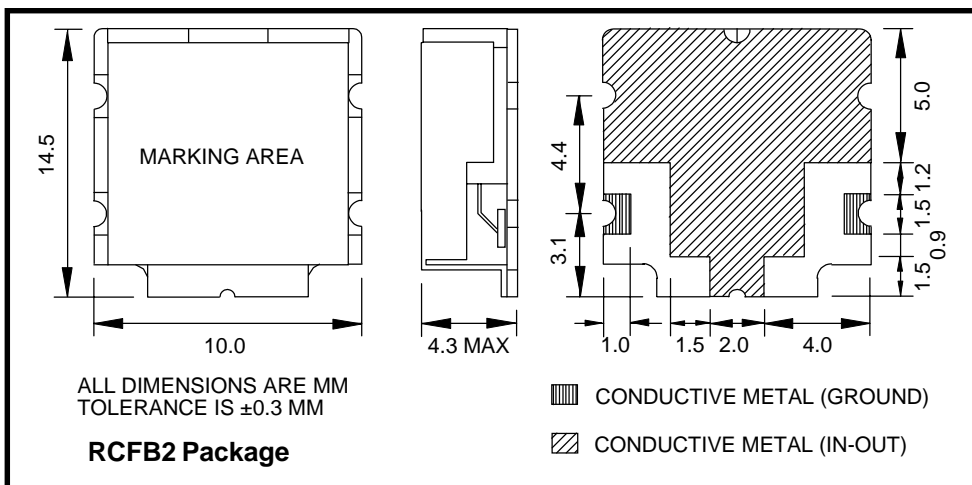 14.5
MARKING AREA
10.0
4.3 MAX
4.4
3.1
5.0
1.2
1.5
0.9
1.5
1.0
1.5
2.0
4.0
ALL DIMENSIONS ARE MM
TOLERANCE IS ±0.3 MM
RCFB2 Package
CONDUCTIVE METAL (GROUND)
CONDUCTIVE METAL (IN-OUT)